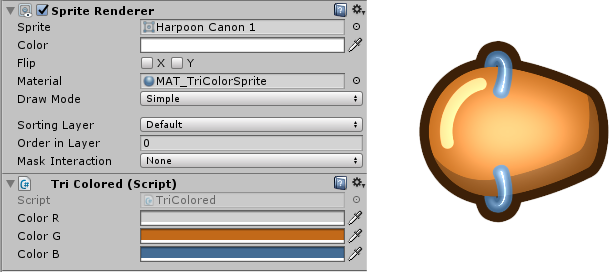 Sprite Renderer
Sprite Harpoon Canon 1
Color
Flip X Y
Material MAT_TriColorSprite
Draw Mode Simple
Sorting Layer Default
Order in Layer 0
Mask Interaction None
Tri Colored (Script)
Script TriColored
Color R
Color G
Color B